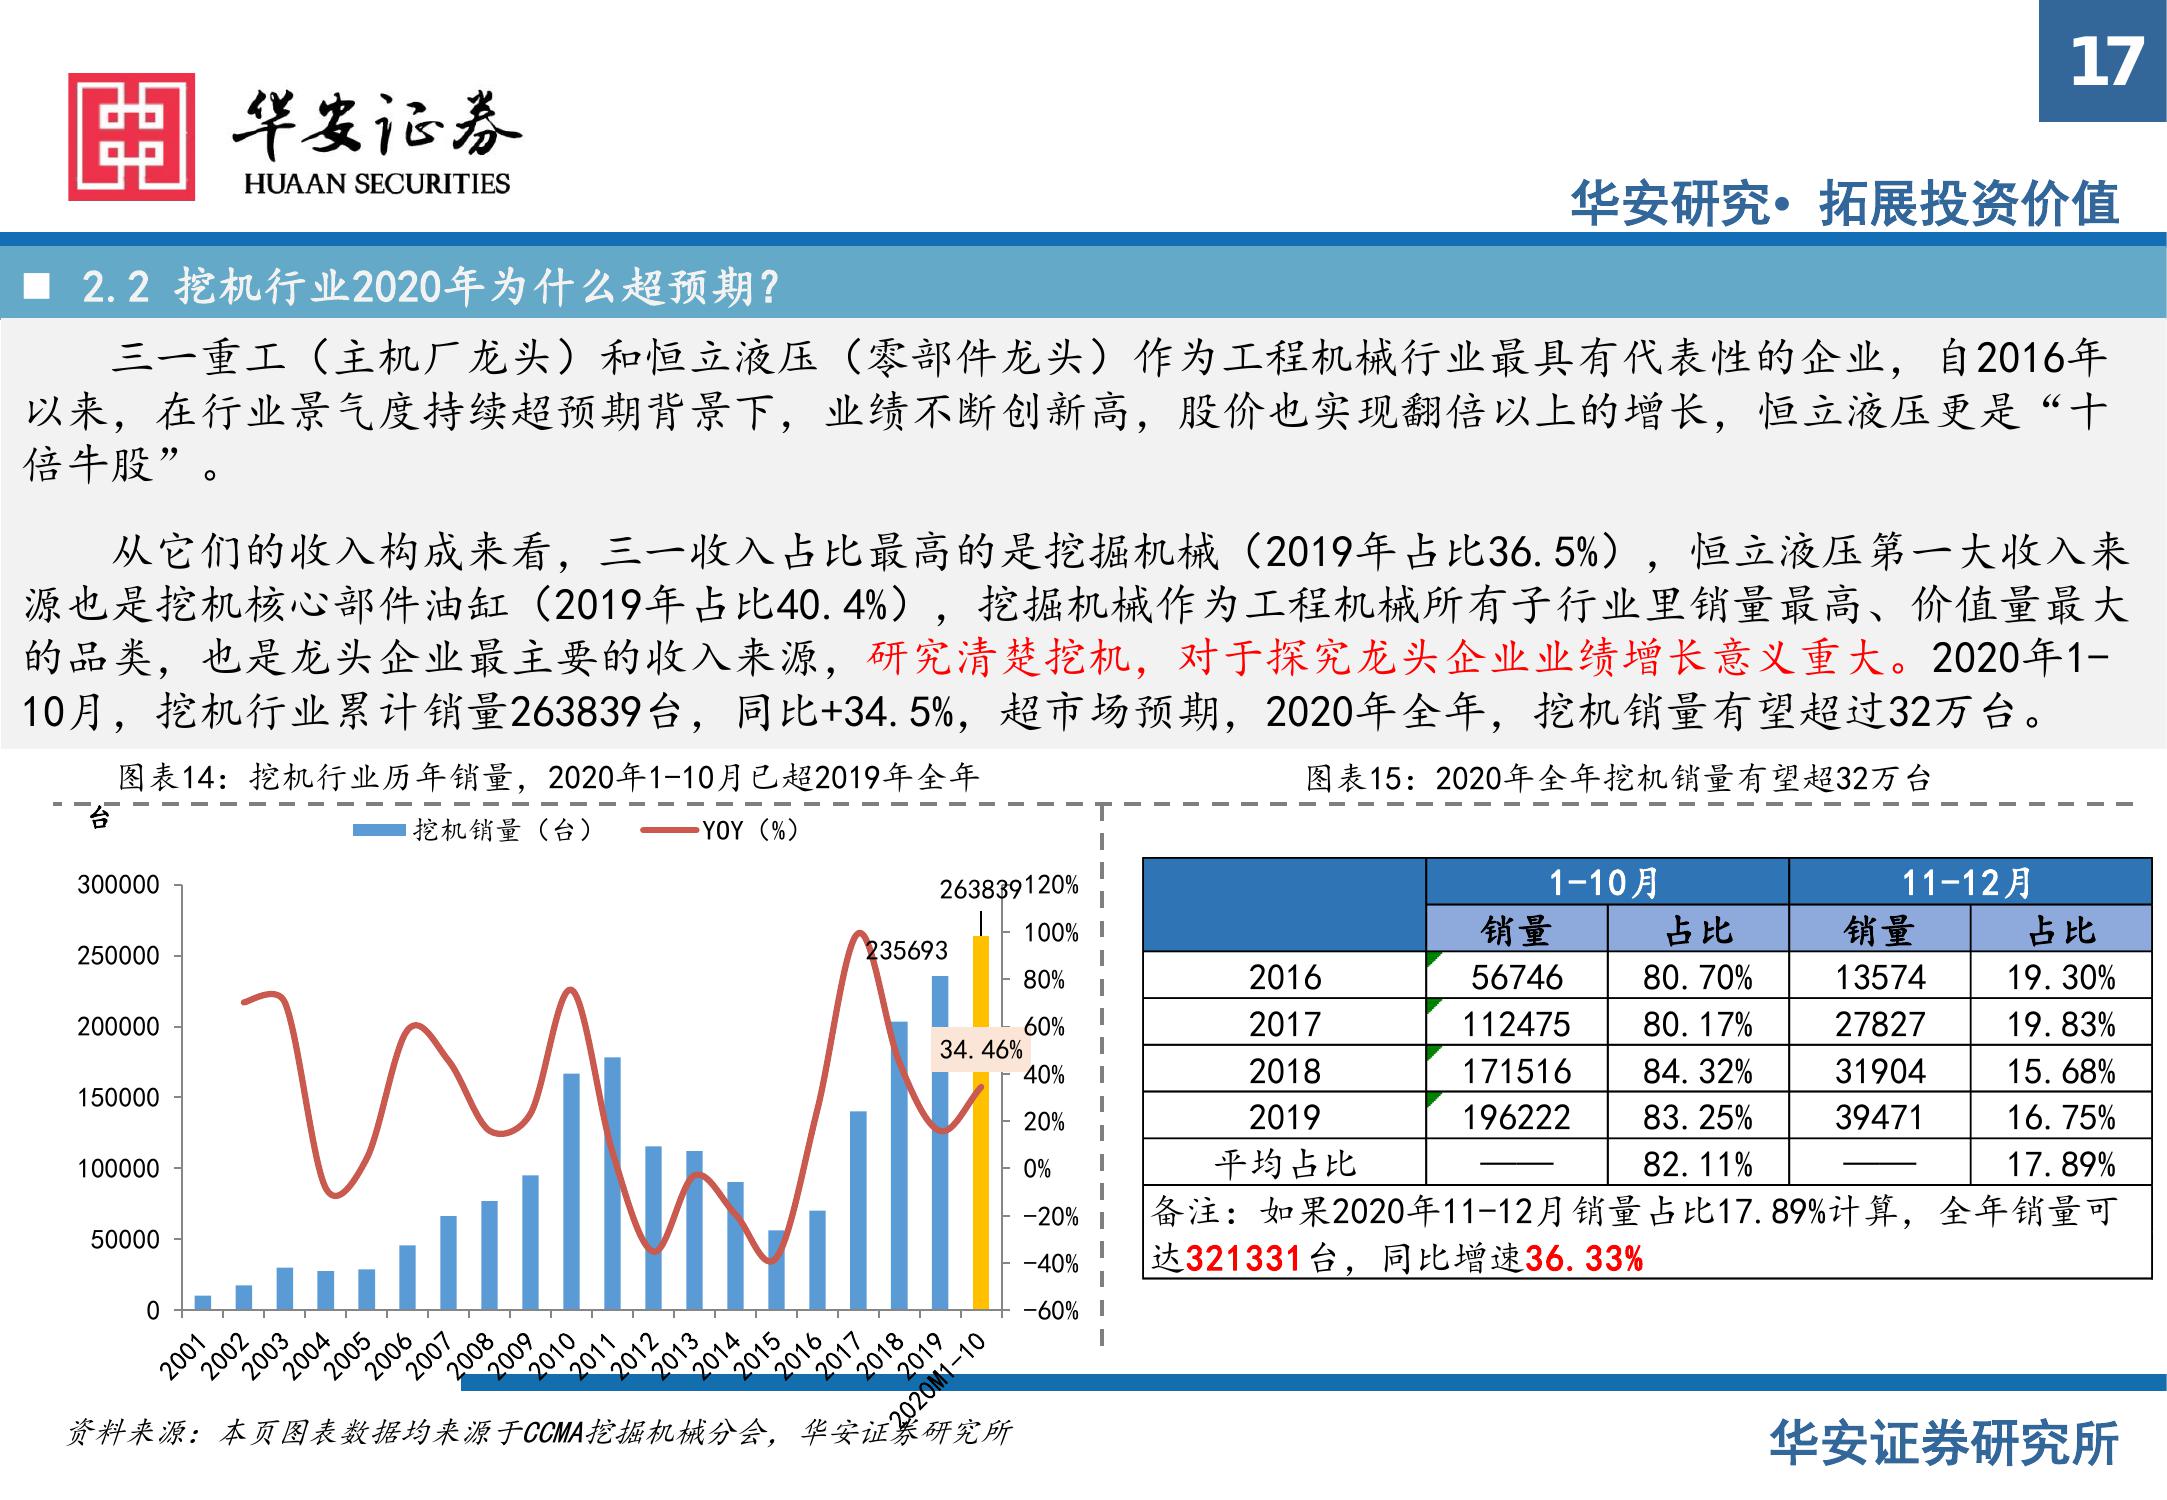 17
华安证券
HUAAN SECURITIES
华安研究• 拓展投资价值
2.2 挖机行业2020年为什么超预期?
三一重工（主机厂龙头）和恒立液压（零部件龙头）作为工程机械行业最具有代表性的企业，自2016年
以来，在行业景气度持续超预期背景下，业绩不断创新高，股价也实现翻倍以上的增长，恒立液压更是“十
倍牛股”。
从它们的收入构成来看，三一收入占比最高的是挖掘机械（2019年占比36.5%），恒立液压第一大收入来
源也是挖机核心部件油缸（2019年占比40.4%），挖掘机械作为工程机械所有子行业里销量最高、价值量最大
的品类，也是龙头企业最主要的收入来源，研究清楚挖机，对于探究龙头企业业绩增长意义重大。2020年1-
10月，挖机行业累计销量263839台，同比+34.5%，超市场预期，2020年全年，挖机销量有望超过32万台。
图表14：挖机行业历年销量，2020年1-10月已超2019年全年
台
挖机销量（台） YOY（%）
300000
250000
200000
150000
100000
50000
0
263839
235693
34.46%
120%
100%
80%
60%
40%
20%
0%
-20%
-40%
-60%
2001 2002 2003 2004 2005 2006 2007 2008 2009 2010 2011 2012 2013 2014 2015 2016 2017 2018 2019 2020M1-10
图表15：2020年全年挖机销量有望超32万台
1-10月 11-12月
销量 占比 销量 占比
2016 56746 80.70% 13574 19.30%
2017 112475 80.17% 27827 19.83%
2018 171516 84.32% 31904 15.68%
2019 196222 83.25% 39471 16.75%
平均占比 —— 82.11% —— 17.89%
备注：如果2020年11-12月销量占比17.89%计算，全年销量可
达321331台，同比增速36.33%
资料来源：本页图表数据均来源于CCMA挖掘机械分会，华安证券研究所
华安证券研究所